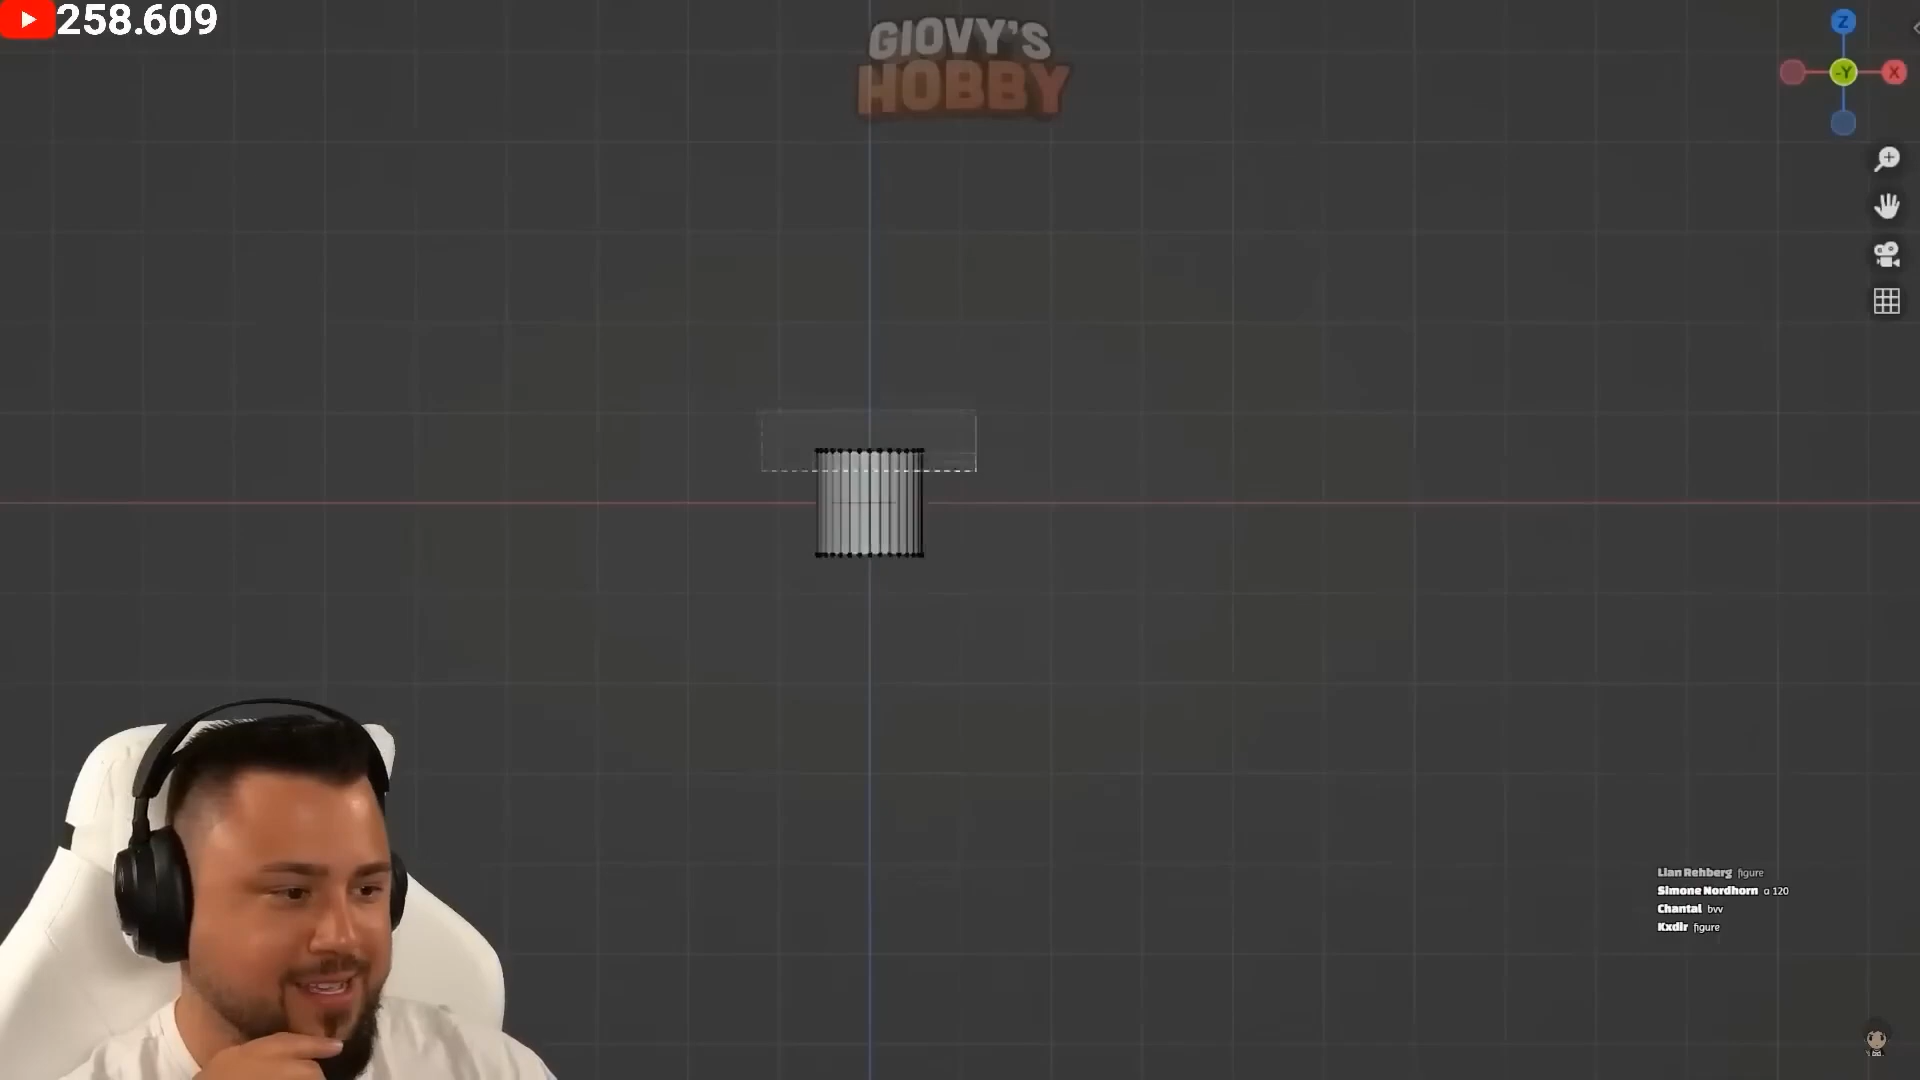 258.609
GIOVY'S
HOBBY
Z
-Y
X
Lian Rehberg figure
Simone Nordhorn a 120
Chantal bvv
Kxdir figure